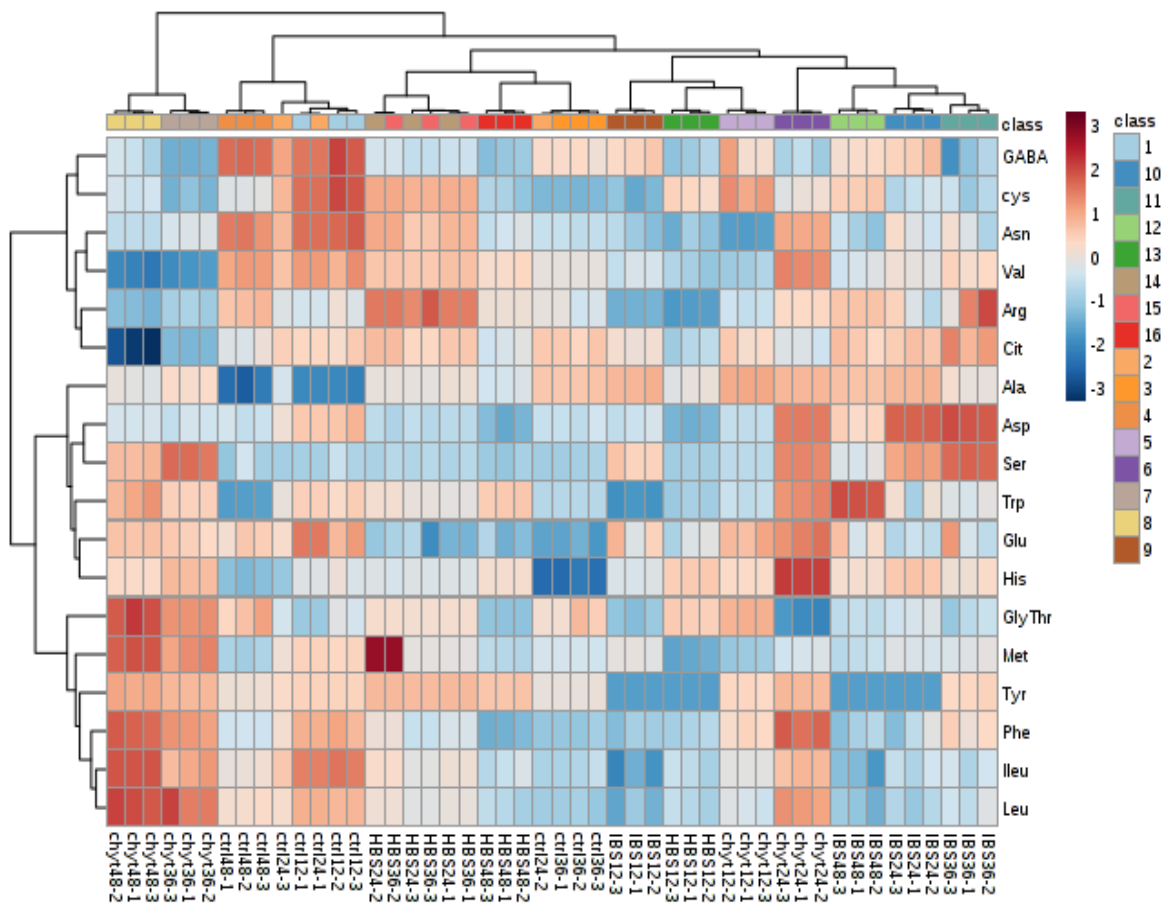 class
GABA
cys
Asn
Val
Arg
Cit
Ala
Asp
Ser
Trp
Glu
His
GlyThr
Met
Tyr
Phe
Ileu
Leu
3
2
1
0
-1
-2
-3
class
1
10
11
12
13
14
15
16
2
3
4
5
6
7
8
9
chyt48-2
chyt48-1
chyt48-3
chyt36-3
chyt36-1
chyt36-2
ctrl48-1
ctrl48-2
ctrl48-3
ctrl24-3
ctrl12-1
ctrl24-1
ctrl12-2
ctrl12-3
HBS24-2
HBS36-2
HBS24-3
HBS36-3
HBS24-1
HBS36-1
HBS48-3
HBS48-1
HBS48-2
ctrl24-2
ctrl36-1
ctrl36-2
ctrl36-3
IBS12-3
IBS12-1
IBS12-2
HBS12-3
HBS12-1
HBS12-2
chyt12-1
chyt12-2
chyt12-3
chyt24-3
chyt24-1
chyt24-2
IBS48-3
IBS48-1
IBS48-2
IBS24-3
IBS24-1
IBS24-2
IBS36-3
IBS36-1
IBS36-2